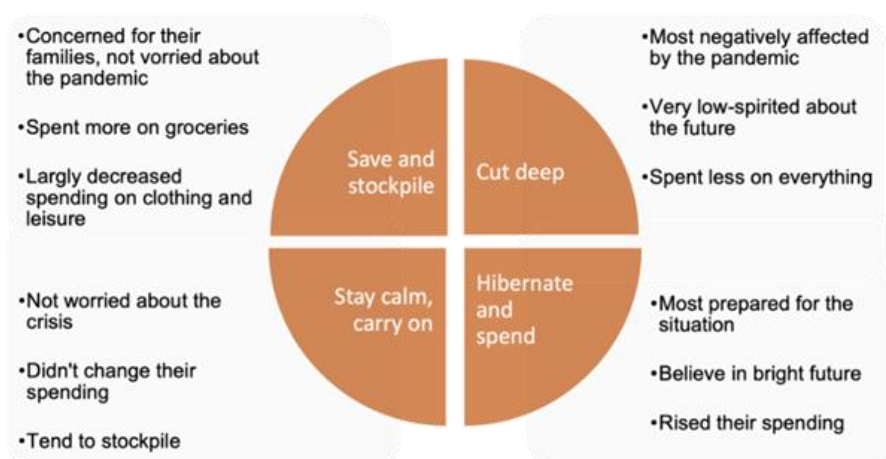 •Concerned for their
families, not vorried about
the pandemic
•Spent more on groceries
•Largely decreased
spending on clothing and
leisure
Save and
stockpile
Cut deep
•Most negatively affected
by the pandemic
•Very low-spirited about
the future
•Spent less on everything
•Not worried about the
crisis
•Didn't change their
spending
•Tend to stockpile
Stay calm,
carry on
Hibernate
and
spend
•Most prepared for the
situation
•Believe in bright future
•Rised their spending